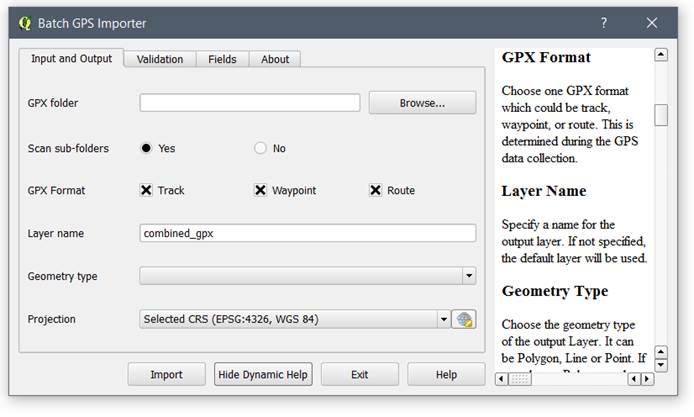 Batch GPS Importer
Input and Output
Validation
Fields
About
GPX folder
Browse...
Scan sub-folders
Yes
No
GPX Format
Track
Waypoint
Route
Layer name
combined_gpx
Geometry type
Projection
Selected CRS (EPSG:4326, WGS 84)
Import
Hide Dynamic Help
Exit
Help
GPX Format
Choose one GPX format
which could be track,
waypoint, or route. This is
determined during the GPS
data collection.
Layer Name
Specify a name for the
output layer. If not specified,
the default layer will be used.
Geometry Type
Choose the geometry type
of the output Layer. It can
be Polygon, Line or Point. If